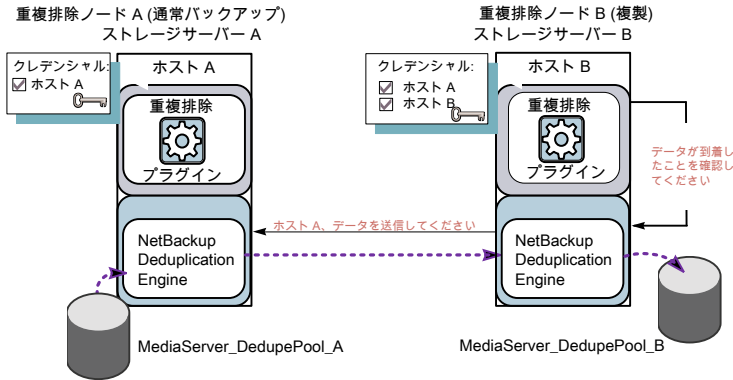 重複排除ノード A (通常バックアップ)
ストレージサーバー A
クレデンシャル:
ホスト A
ホスト A
重複排除
プラグイン
NetBackup
Deduplication
Engine
MediaServer_DedupePool_A
重複排除ノード B (複製)
ストレージサーバー B
クレデンシャル:
ホスト A
ホスト B
ホスト B
重複排除
プラグイン
データが到着し
たことを確認し
てください
ホスト A、データを送信してください
NetBackup
Deduplication
Engine
MediaServer_DedupePool_B